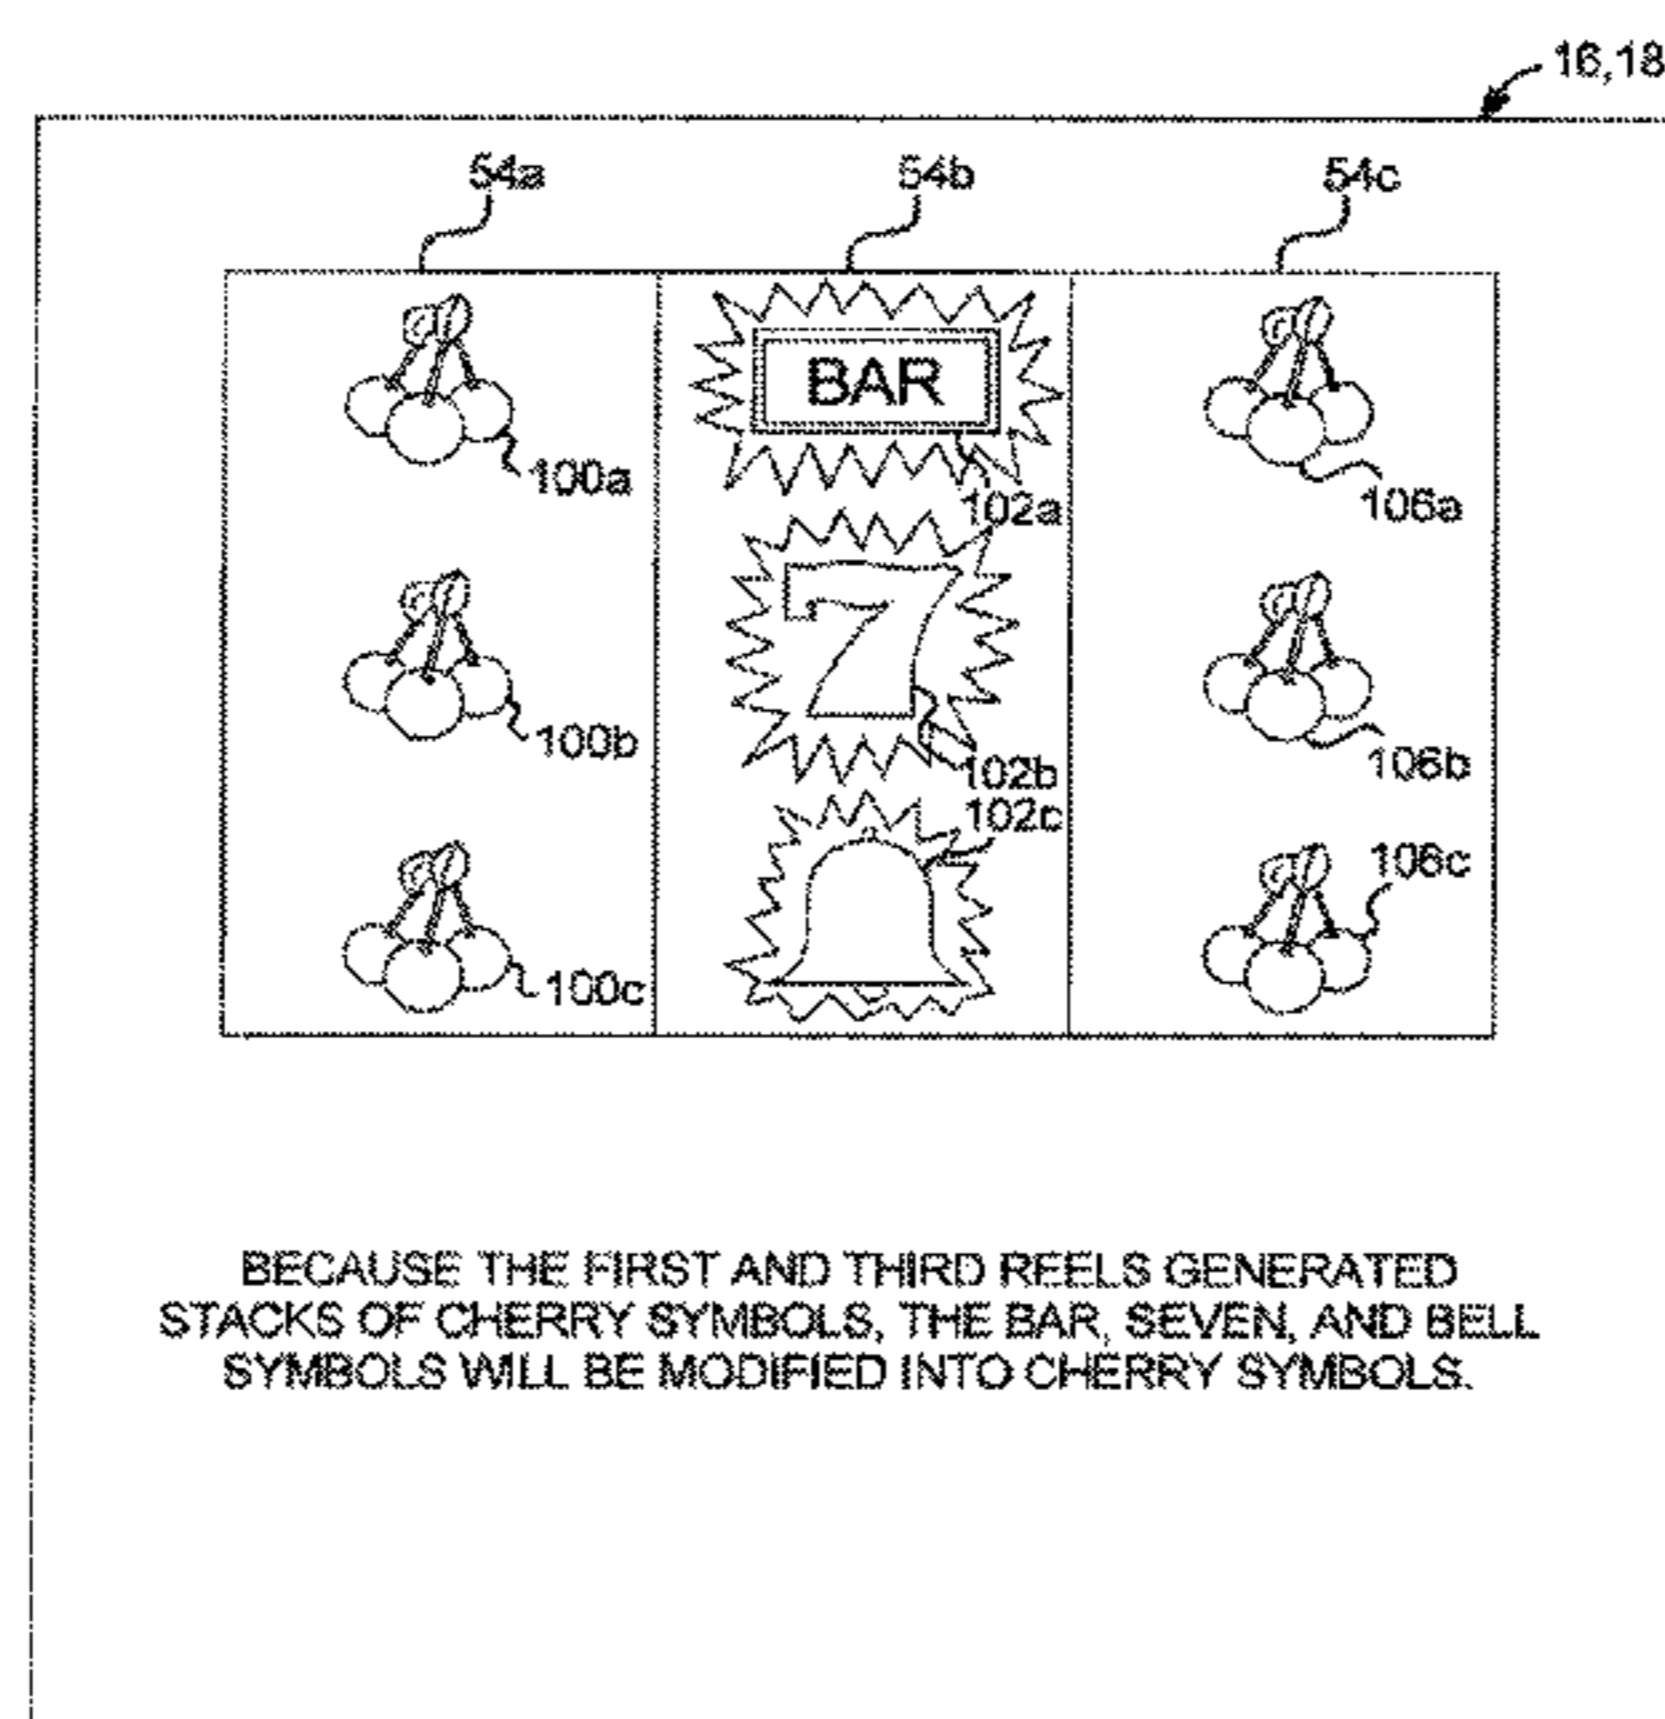 16,18
54a 54b 54c
BAR
100a
102a
106a
7
100b
102b
106b
102c
106c
100c
BECAUSE THE FIRST AND THIRD REELS GENERATED
STACKS OF CHERRY SYMBOLS, THE BAR, SEVEN, AND BELL
SYMBOLS WILL BE MODIFIED INTO CHERRY SYMBOLS.